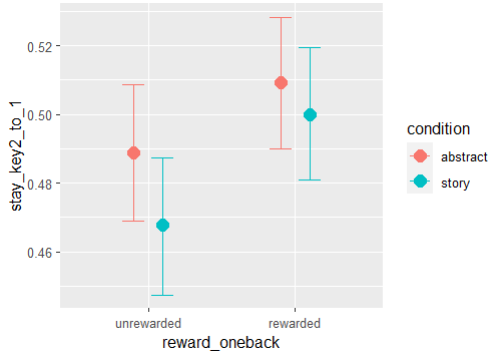 0.52
0.50
0.48
0.46
stay_key2_to_1
unrewarded rewarded
reward_oneback
condition
abstract
story